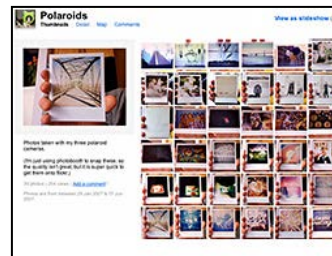 Polaroids
Thumbnails Detail Map Comments
View as slideshow
Photos taken with my three polaroid
cameras.
(I'm just using photobooth to snap these, so
the quality isn't great, but it is super quick to
get them onto flickr.)
Add a comment